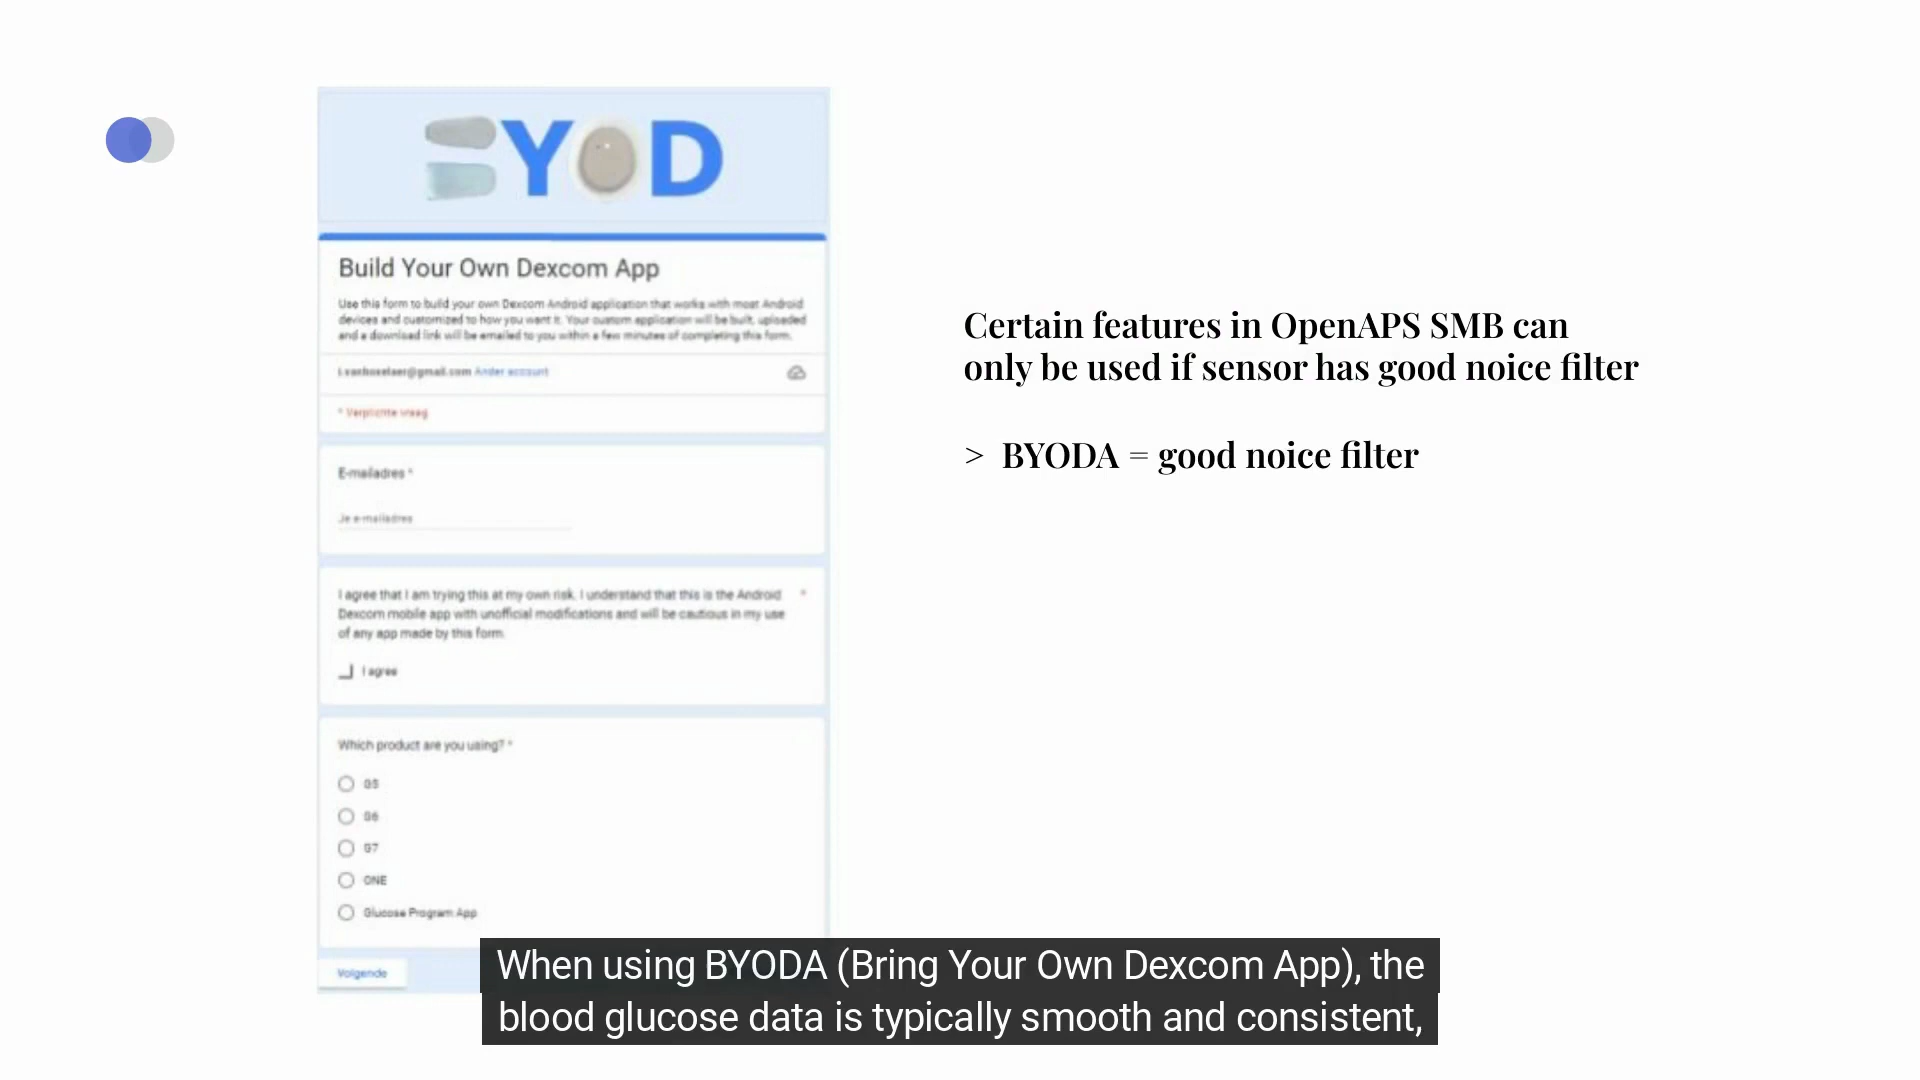 YOD
Build Your Own Dexcom App
Use this form to build your own Dexcom Android application that works with most Android
devices and customized to how you want it. Your custom application will be built, uploaded
and a download link will be emailed to you within a few minutes of completing this form.
Ander account
* Verplichte vraag
E-mailadres *
Je e-mailadres
I agree that I am trying this at my own risk. I understand that this is the Android *
Dexcom mobile app with unofficial modifications and will be cautious in my use
of any app made by this form.
I agree
Which product are you using? *
G5
G6
G7
ONE
Glucose Program App
Volgende
Certain features in OpenAPS SMB can
only be used if sensor has good noice filter
> BYODA = good noice filter
When using BYODA (Bring Your Own Dexcom App), the
blood glucose data is typically smooth and consistent,